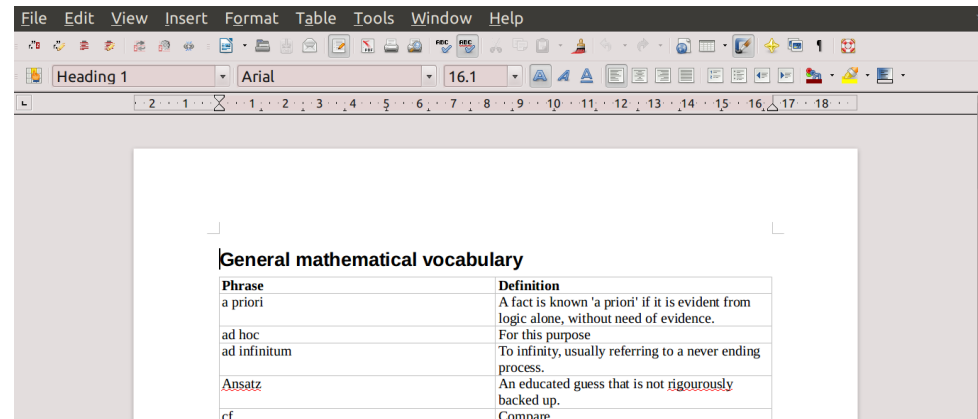 File Edit View Insert Format Table Tools Window Help
Heading 1 Arial 16.1
2 1 1 2 3 4 5 6 7 8 9 10 11 12 13 14 15 16 17 18
General mathematical vocabulary
Phrase Definition
a priori A fact is known 'a priori' if it is evident from
logic alone, without need of evidence.
ad hoc For this purpose
ad infinitum To infinity, usually referring to a never ending
process.
Ansatz An educated guess that is not rigourously
backed up.
cf Compare